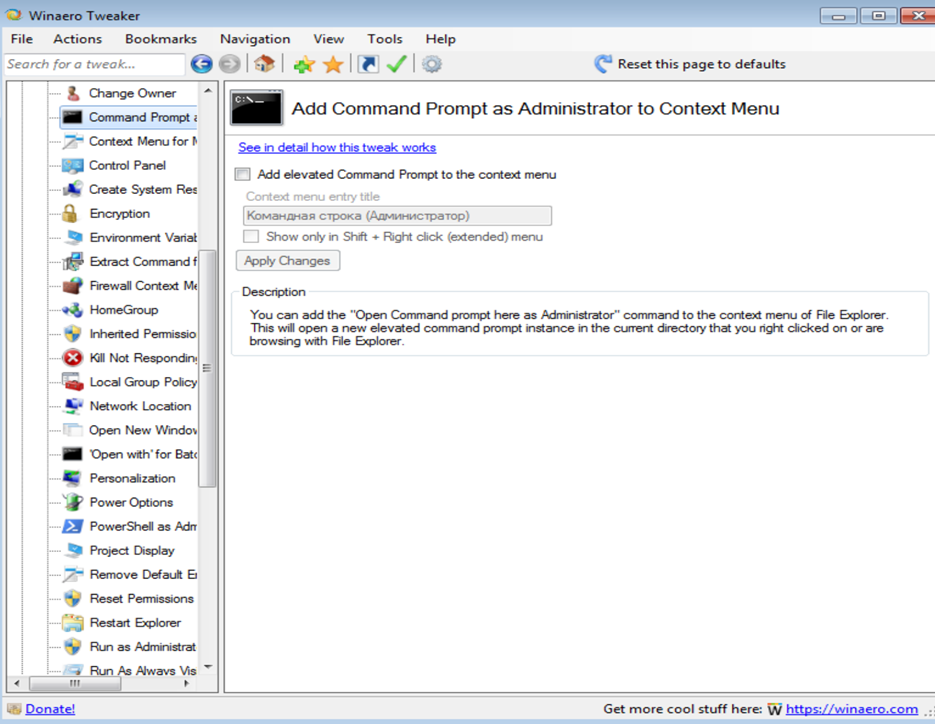 Winaero Tweaker
File Actions Bookmarks Navigation View Tools Help
Search for a tweak...
Reset this page to defaults
Change Owner
Command Prompt a
Context Menu for M
Control Panel
Create System Res
Encryption
Environment Variab
Extract Command f
Firewall Context Me
HomeGroup
Inherited Permissio
Kill Not Responding
Local Group Policy
Network Location
Open New Window
'Open with' for Batc
Personalization
Power Options
PowerShell as Adm
Project Display
Remove Default En
Reset Permissions
Restart Explorer
Run as Administrat
Run As Always Vis
C:\_
Add Command Prompt as Administrator to Context Menu
See in detail how this tweak works
Add elevated Command Prompt to the context menu
Context menu entry title
Командная строка (Администратор)
Show only in Shift + Right click (extended) menu
Apply Changes
Description
You can add the "Open Command prompt here as Administrator" command to the context menu of File Explorer.
This will open a new elevated command prompt instance in the current directory that you right clicked on or are
browsing with File Explorer.
Donate!
Get more cool stuff here: W https://winaero.com